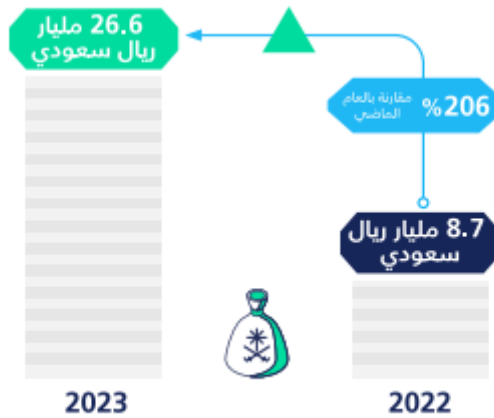 26.6 مليار
ريال سعودي
%206 مقارنة بالعام
الماضي
8.7 مليار ريال
سعودي
2023
2022